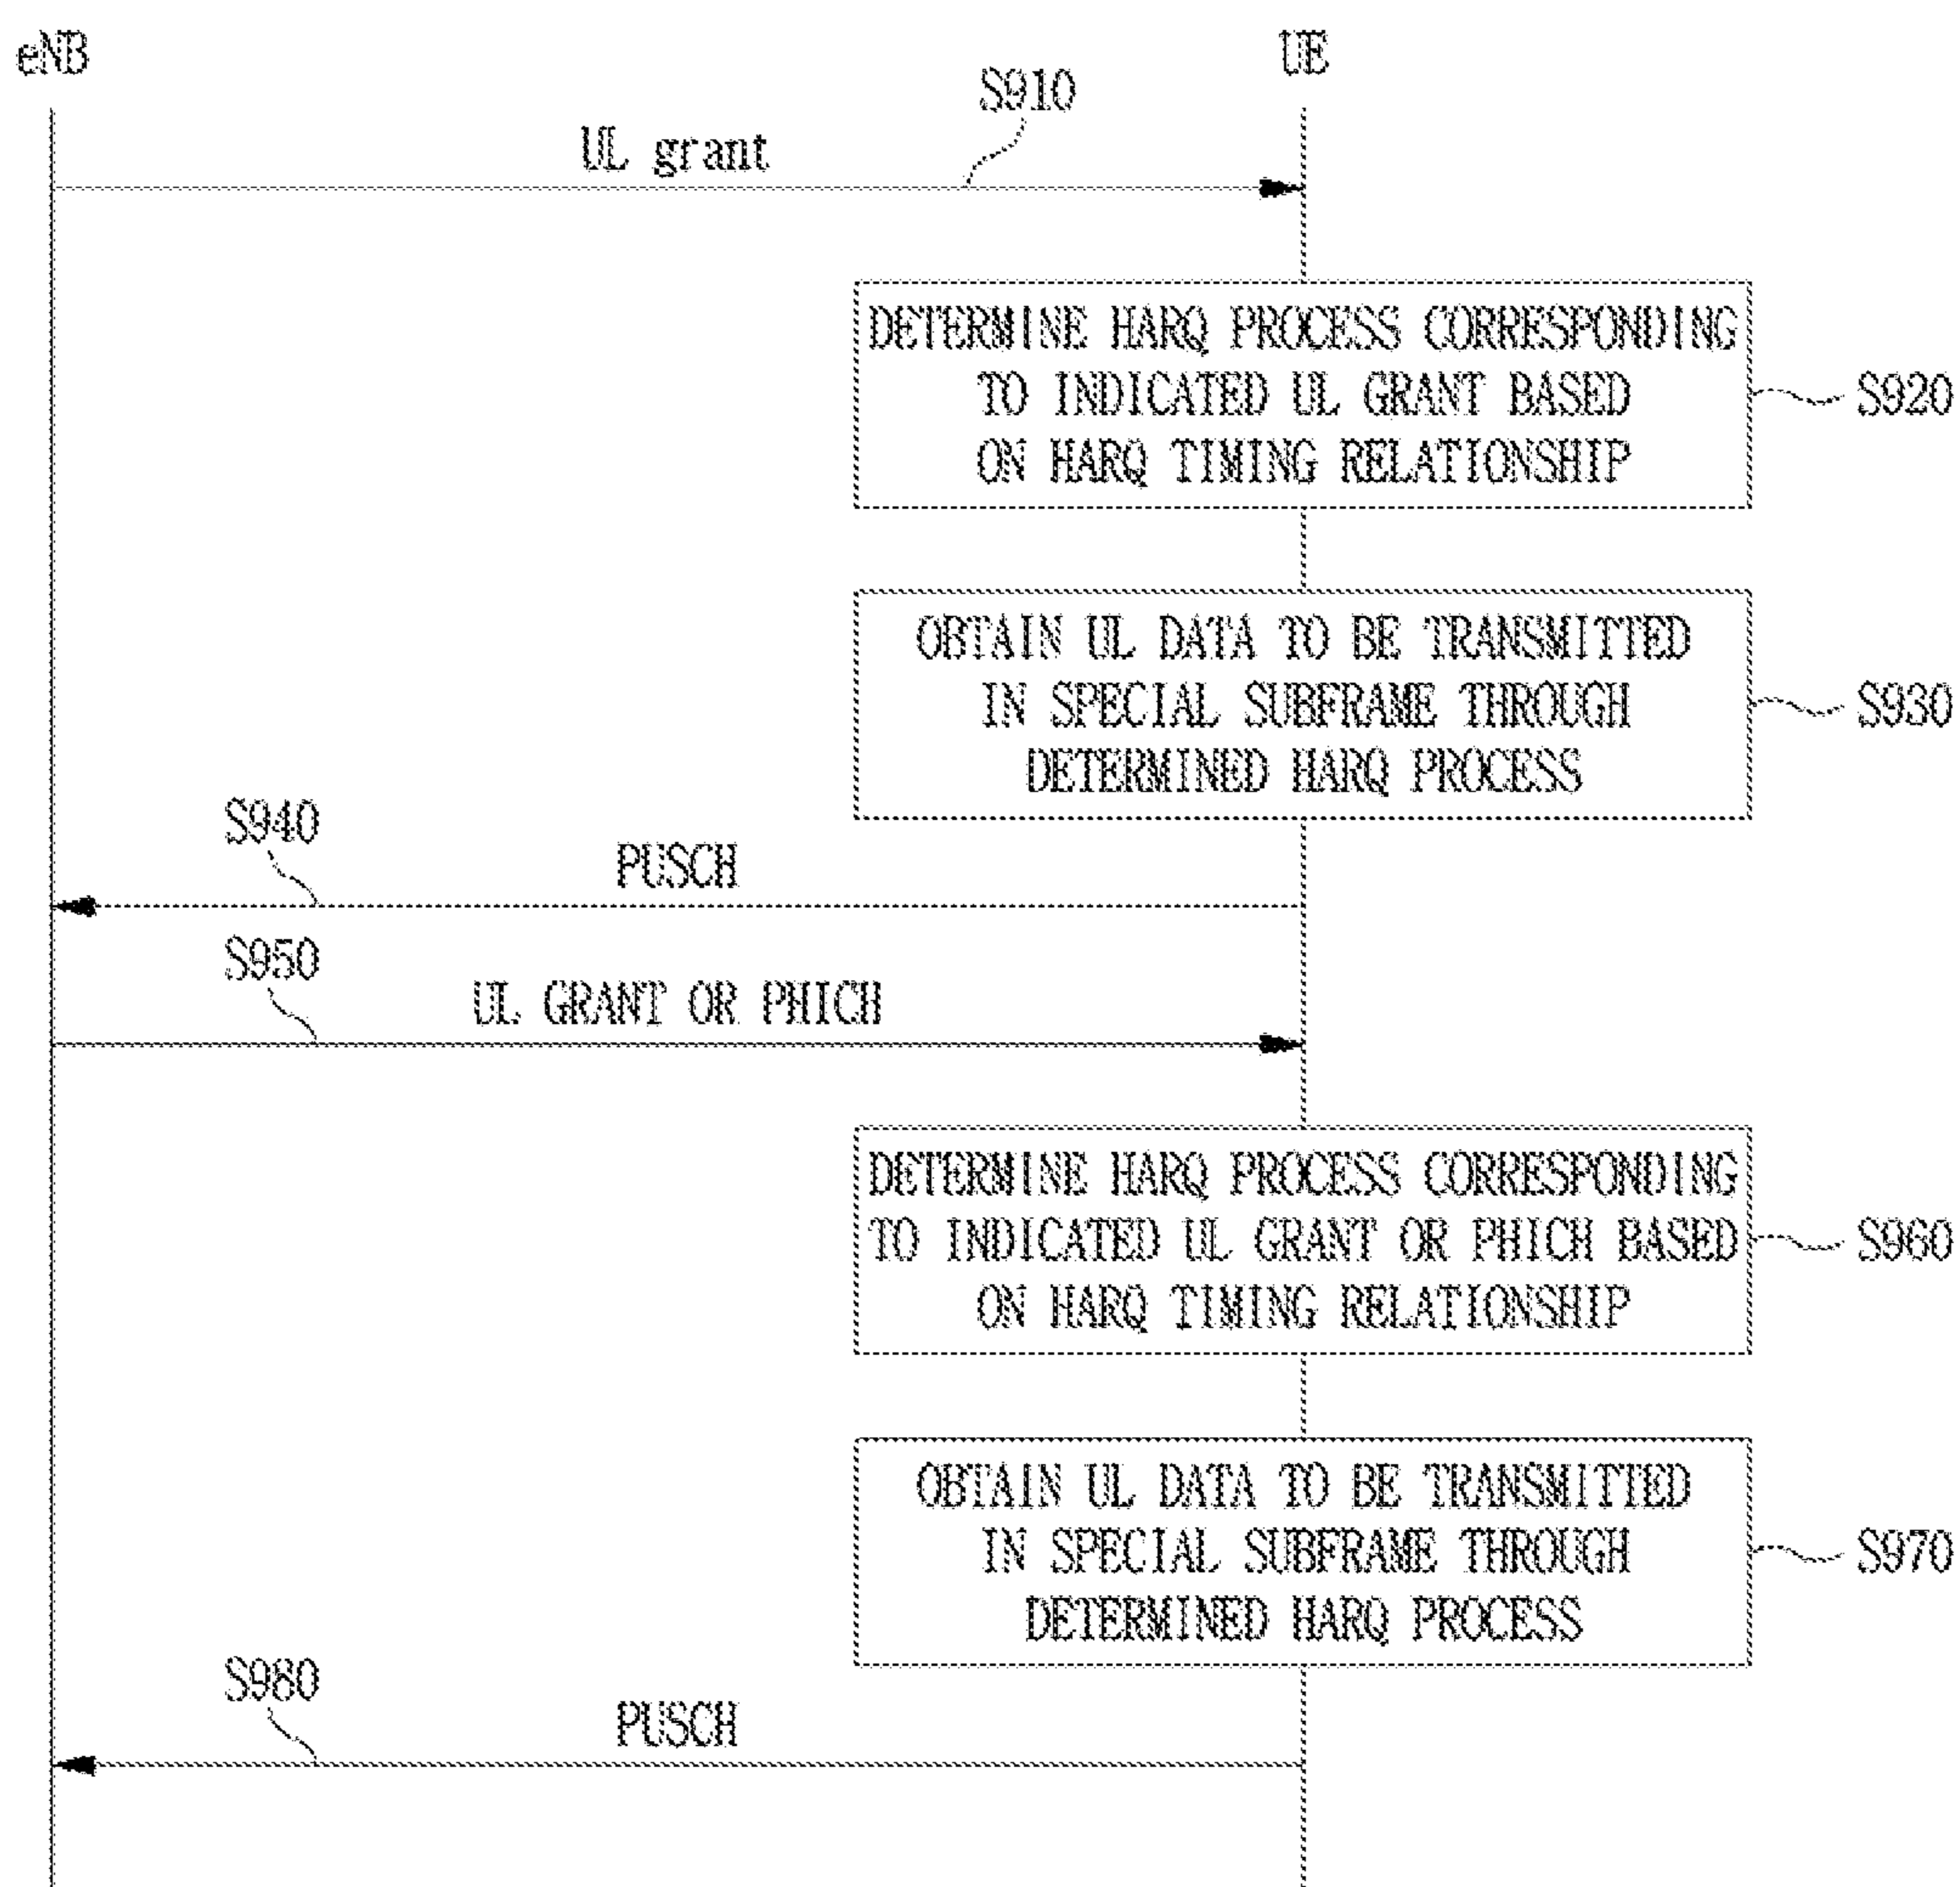 eNB
UE
S910
UL grant
DETERMINE HARQ PROCESS CORRESPONDING
TO INDICATED UL GRANT BASED
ON HARQ TIMING RELATIONSHIP
S920
OBTAIN UL DATA TO BE TRANSMITTED
IN SPECIAL SUBFRAME THROUGH
DETERMINED HARQ PROCESS
S930
S940
PUSCH
S950
UL GRANT OR PHICH
DETERMINE HARQ PROCESS CORRESPONDING
TO INDICATED UL GRANT OR PHICH BASED
ON HARQ TIMING RELATIONSHIP
S960
OBTAIN UL DATA TO BE TRANSMITTED
IN SPECIAL SUBFRAME THROUGH
DETERMINED HARQ PROCESS
S970
S980
PUSCH